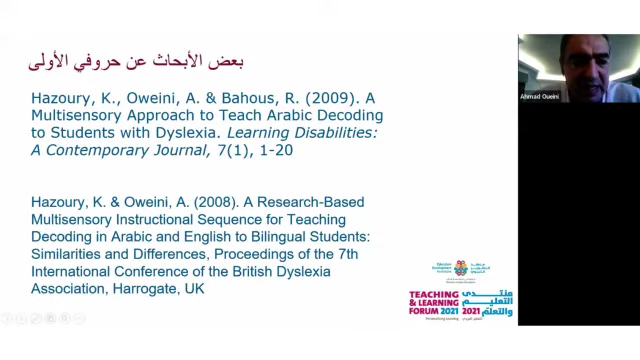 بعض الأبحاث عن حروفي الأولى
Hazoury, K., Oweini, A. & Bahous, R. (2009). A
Multisensory Approach to Teach Arabic Decoding
to Students with Dyslexia. Learning Disabilities:
A Contemporary Journal, 7(1), 1-20
Hazoury, K. & Oweini, A. (2008). A Research-Based
Multisensory Instructional Sequence for Teaching
Decoding in Arabic and English to Bilingual Students:
Similarities and Differences, Proceedings of the 7th
International Conference of the British Dyslexia
Association, Harrogate, UK
Ahmad Oueini
TEACHING
& LEARNING
FORUM 2021
منتدى
التعليم
والتعلّم 2021